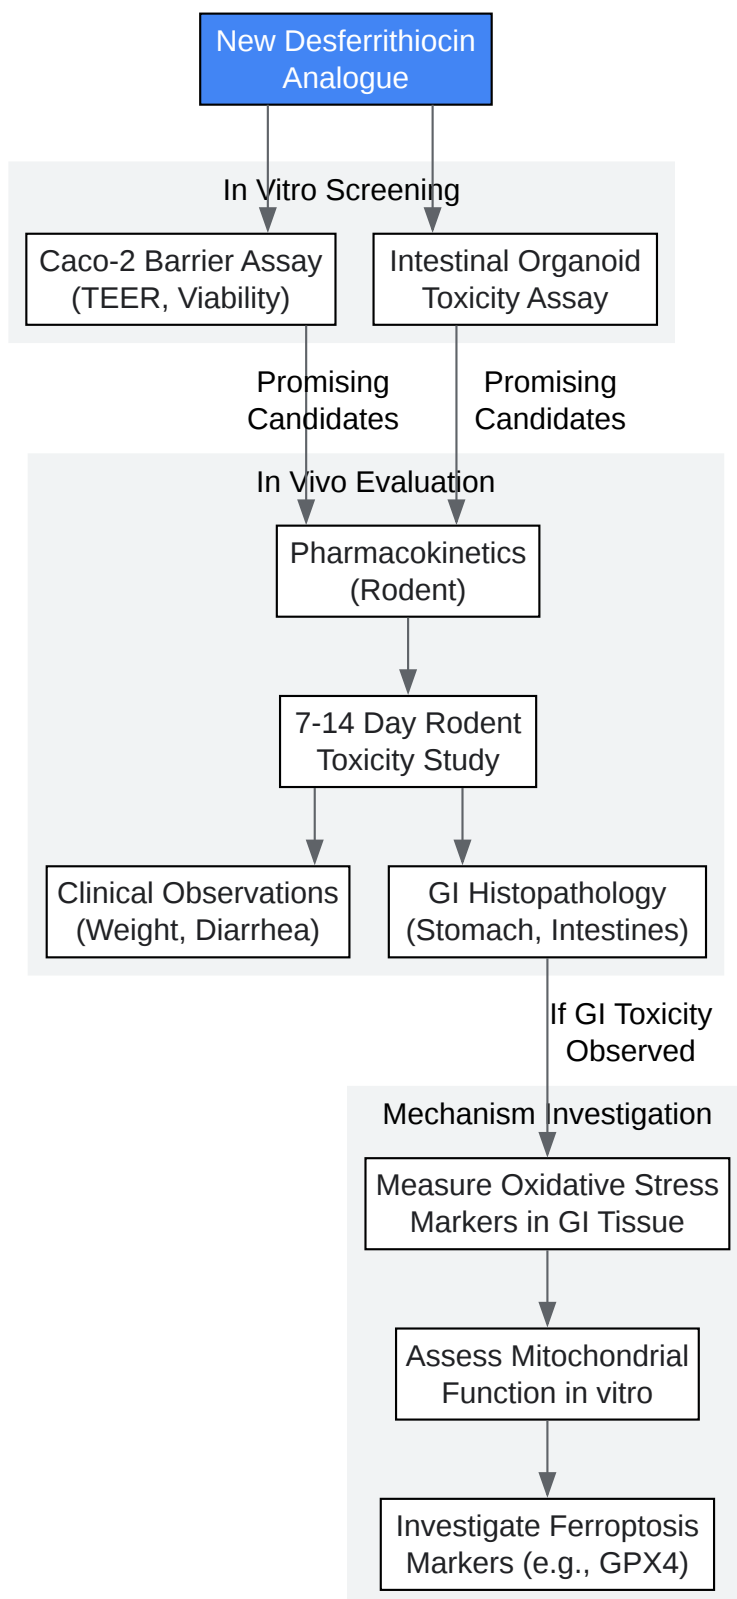 New Desferrithiocin
Analogue
In Vitro Screening
Caco-2 Barrier Assay
(TEER, Viability)
Intestinal Organoid
Toxicity Assay
Promising
Candidates
Promising
Candidates
In Vivo Evaluation
Pharmacokinetics
(Rodent)
7-14 Day Rodent
Toxicity Study
Clinical Observations
(Weight, Diarrhea)
GI Histopathology
(Stomach, Intestines)
If GI Toxicity
Observed
Mechanism Investigation
Measure Oxidative Stress
Markers in GI Tissue
Assess Mitochondrial
Function in vitro
Investigate Ferroptosis
Markers (e.g., GPX4)